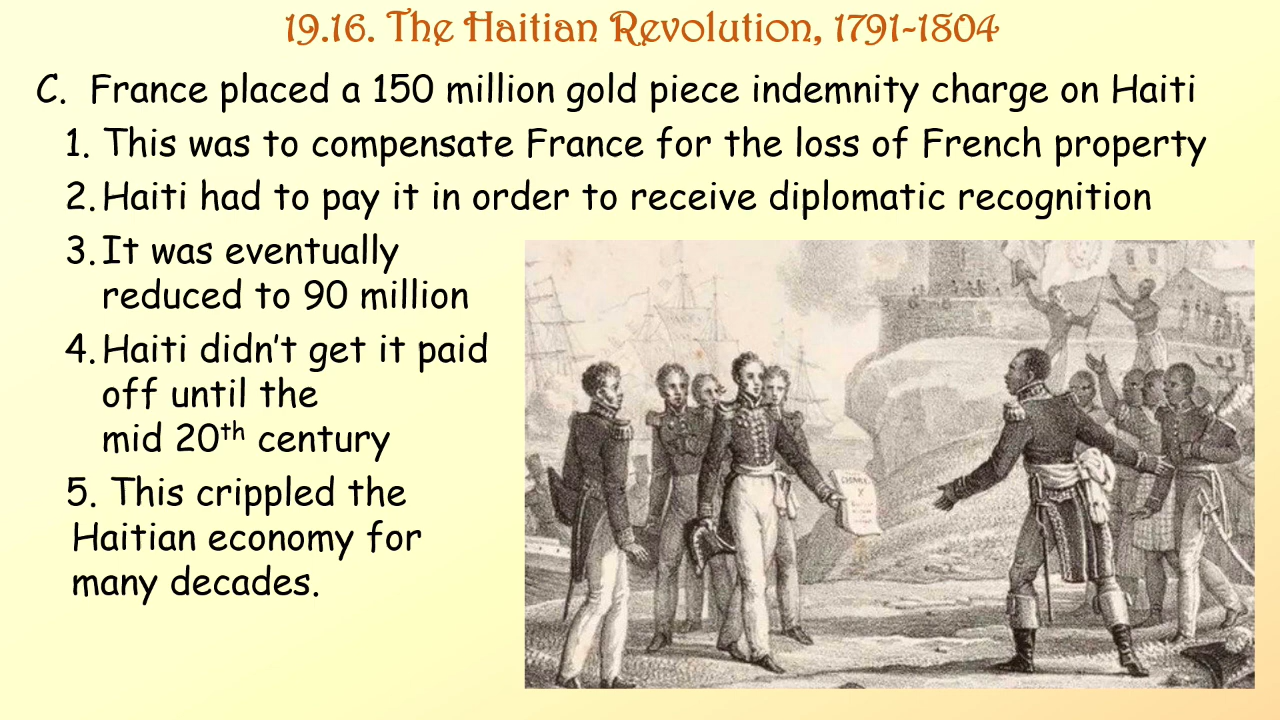 19.16. The Haitian Revolution, 1791-1804
C. France placed a 150 million gold piece indemnity charge on Haiti
1. This was to compensate France for the loss of French property
2. Haiti had to pay it in order to receive diplomatic recognition
3. It was eventually
reduced to 90 million
4. Haiti didn't get it paid
off until the
mid 20th century
5. This crippled the
Haitian economy for
many decades.